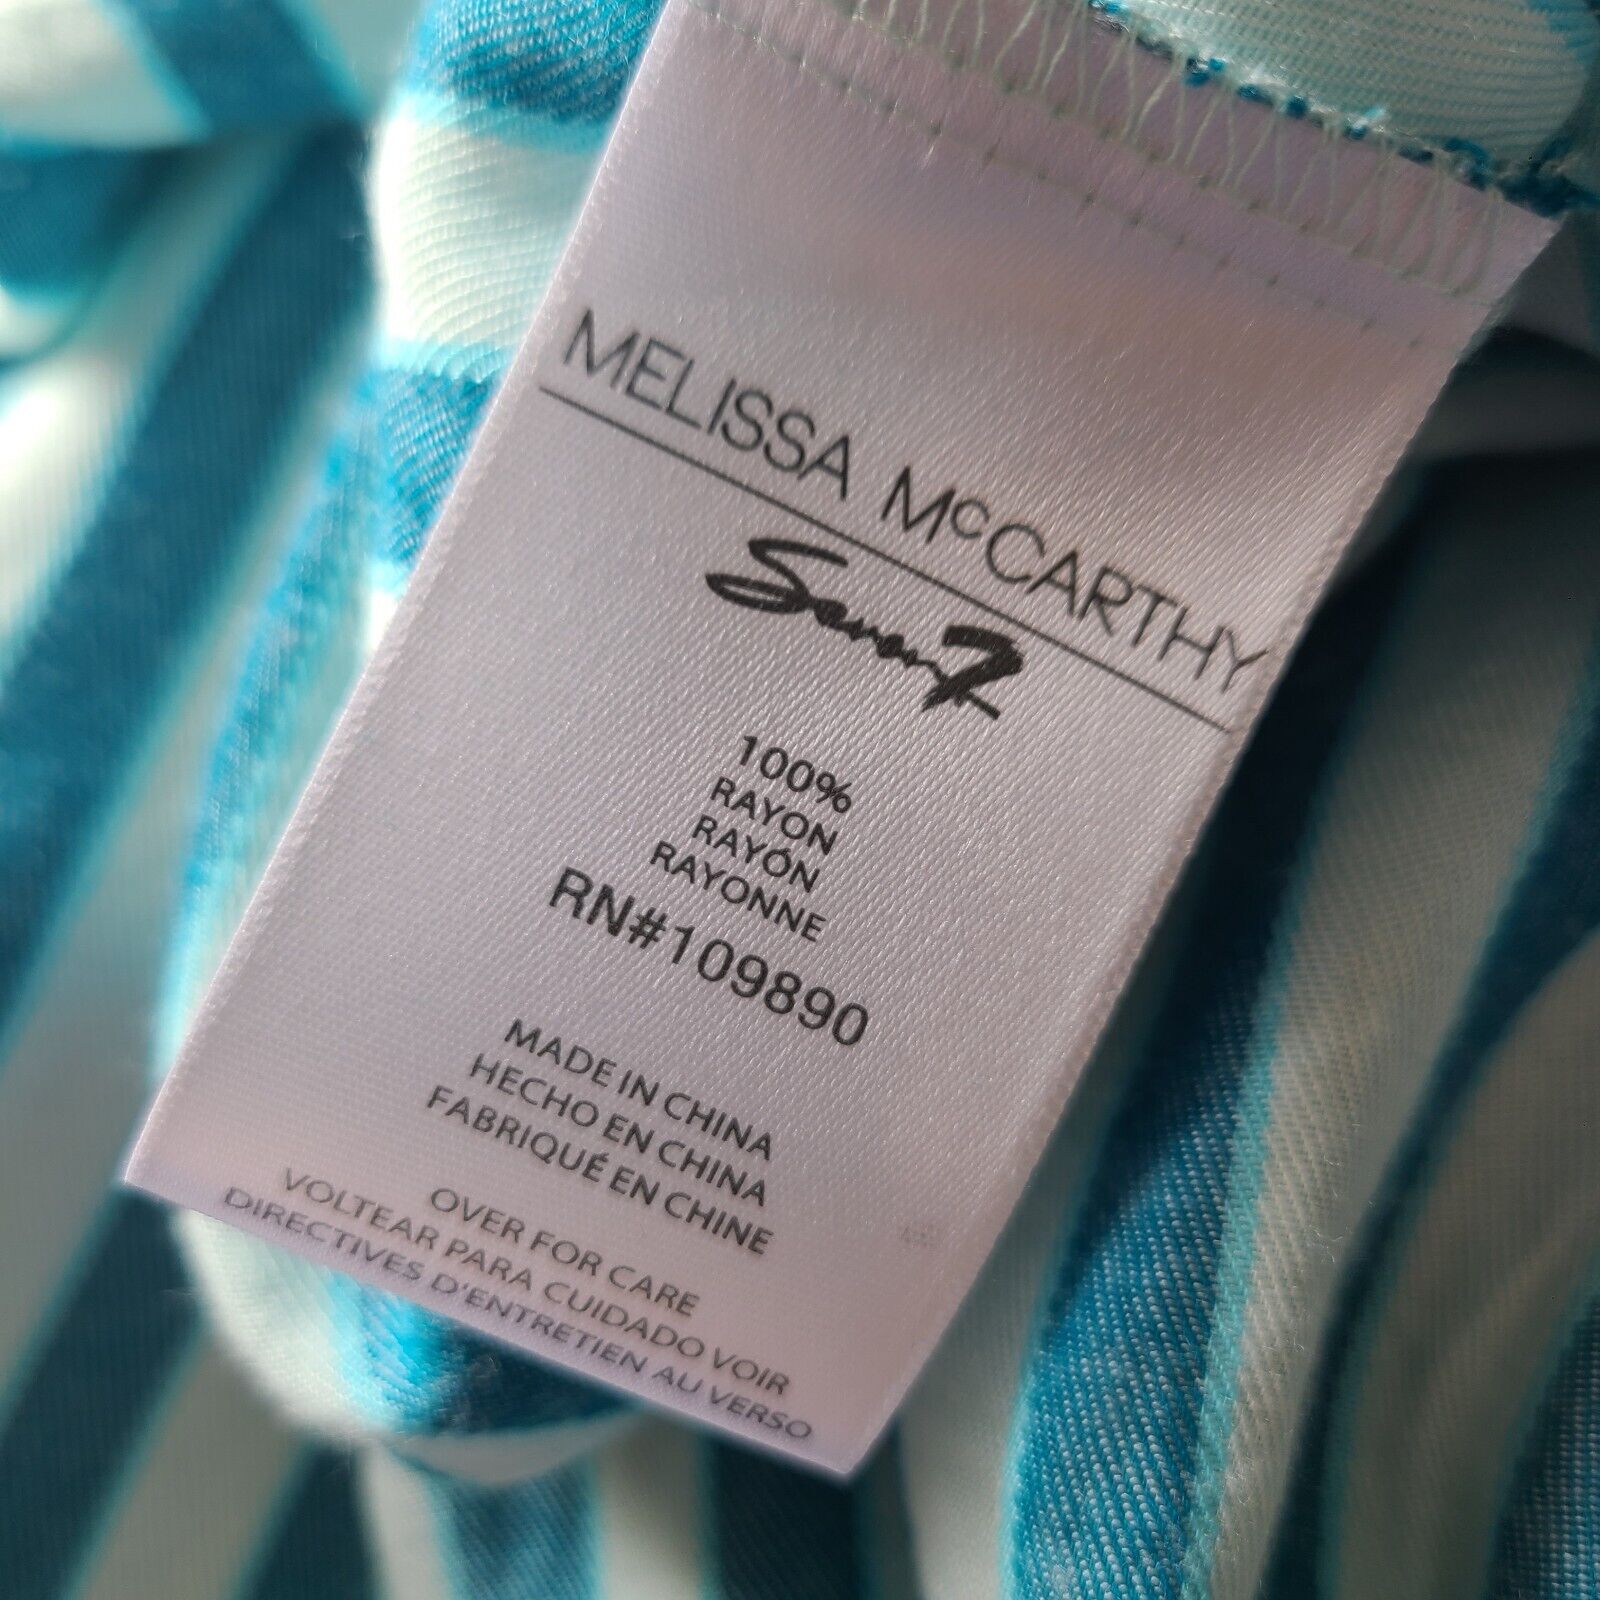 MELISSA McCARTHY
Seven7
100%
RAYON
RAYÓN
RAYONNE
RN#109890
MADE IN CHINA
HECHO EN CHINA
FABRIQUÉ EN CHINE
OVER FOR CARE
VOLTEAR PARA CUIDADO VOIR
DIRECTIVES D'ENTRETIEN AU VERSO